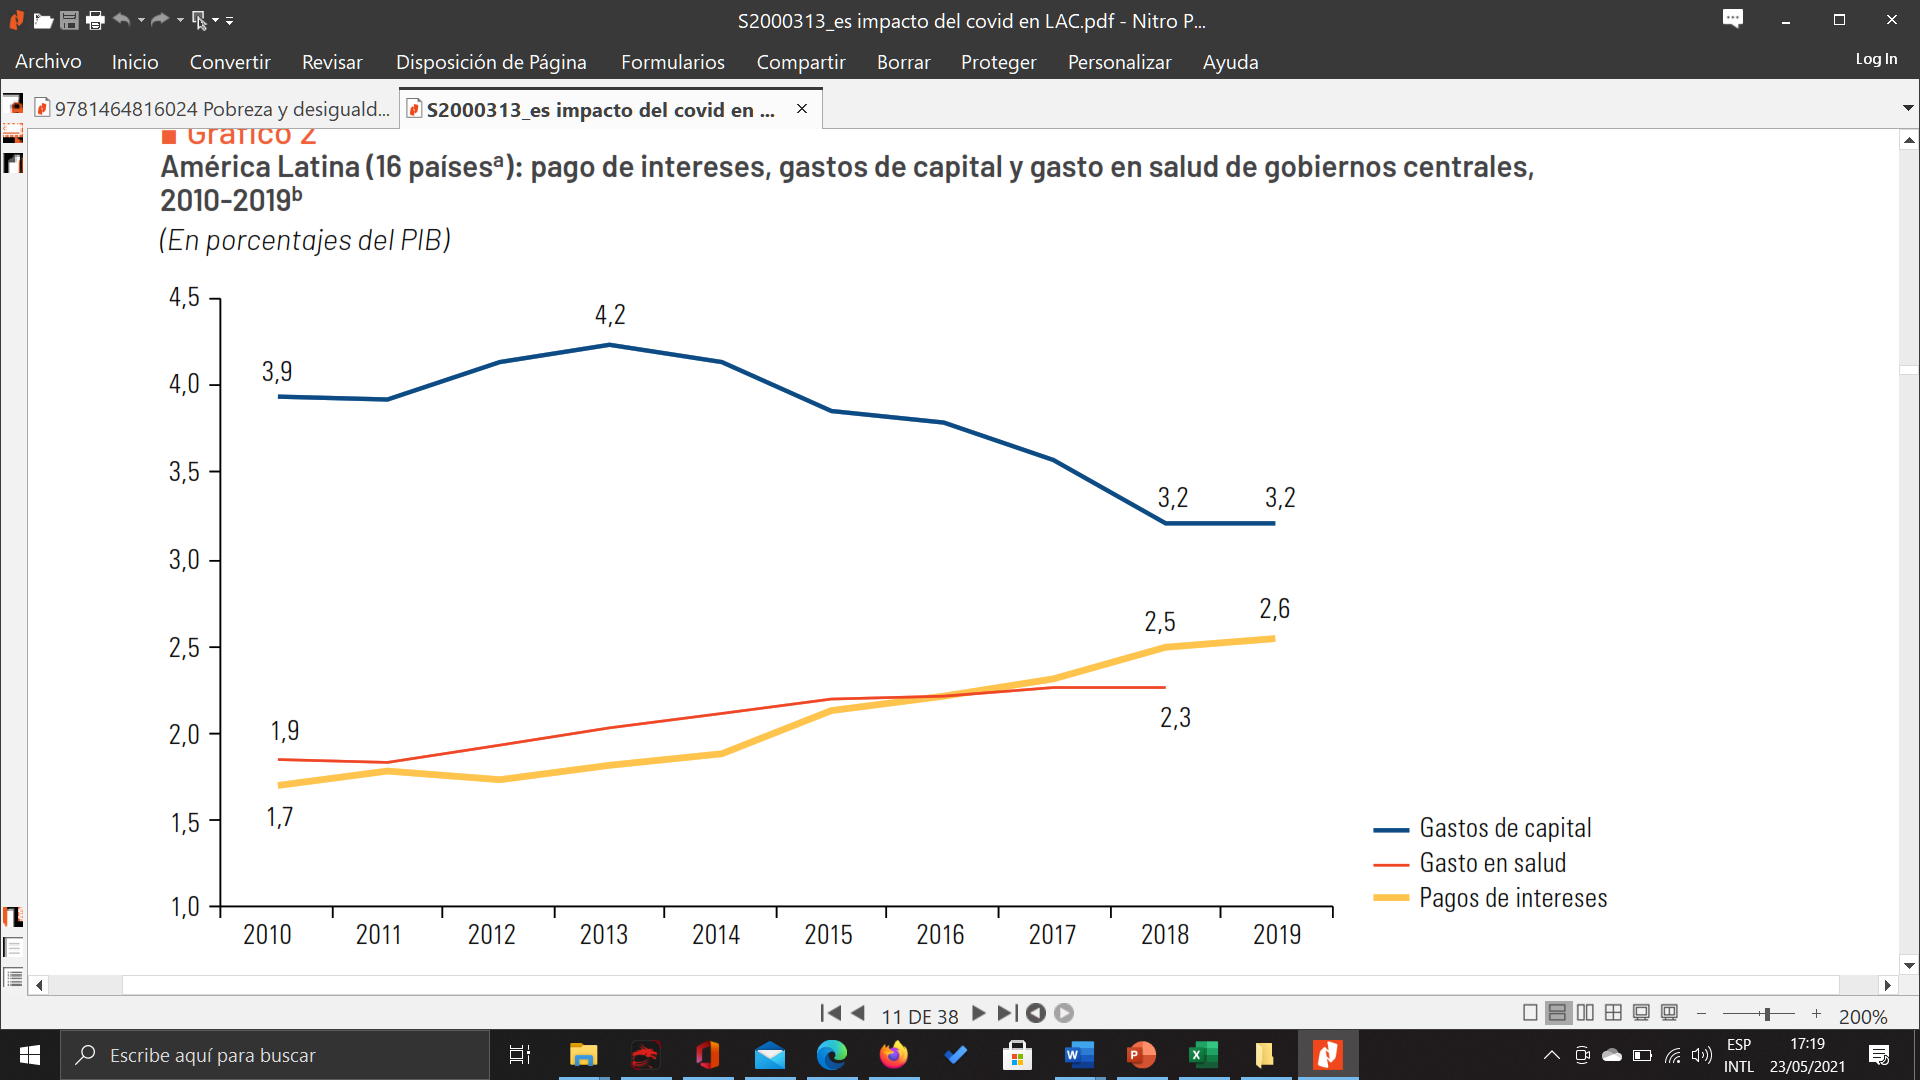 S2000313_es impacto del covid en LAC.pdf - Nitro P...
Archivo Inicio Convertir Revisar Disposición de Página Formularios Compartir Borrar Proteger Personalizar Ayuda Log In
9781464816024 Pobreza y desiguald... S2000313_es impacto del covid en ...
Gráfico 2
América Latina (16 paísesª): pago de intereses, gastos de capital y gasto en salud de gobiernos centrales,
2010-2019ᵇ
(En porcentajes del PIB)
4,5
4,0
3,5
3,0
2,5
2,0
1,5
1,0
3,9
4,2
3,2
3,2
2,5
2,6
1,9
2,3
1,7
Gastos de capital
Gasto en salud
Pagos de intereses
2010 2011 2012 2013 2014 2015 2016 2017 2018 2019
11 DE 38
200%
Escribe aquí para buscar
ESP
INTL
17:19
23/05/2021